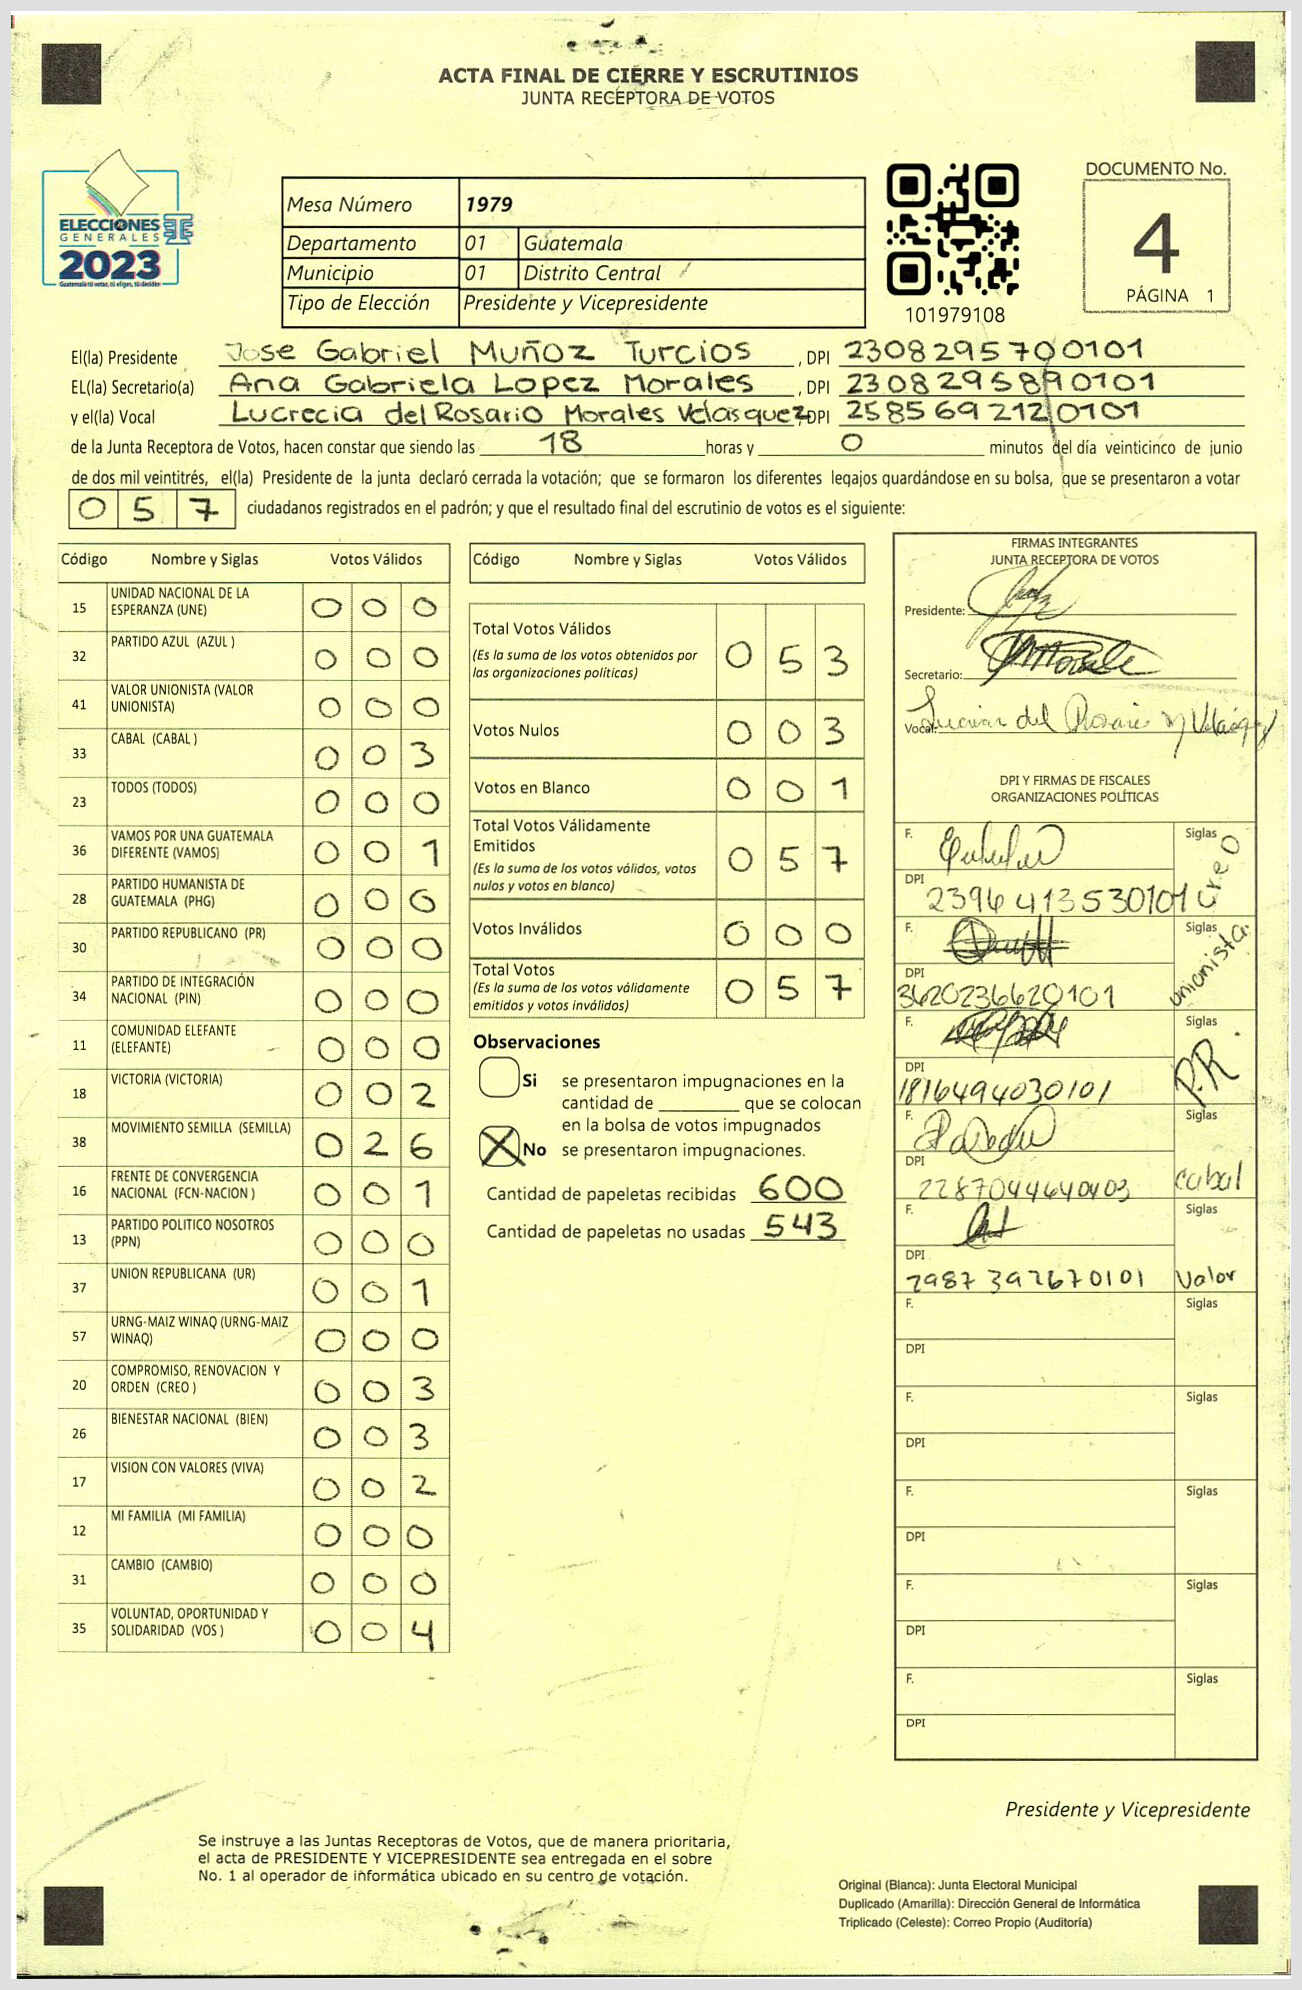 ACTA FINAL DE CIERRE Y ESCRUTINIOS
JUNTA RECEPTORA DE VOTOS
ELECCIONES
GENERALES
2023
Guatemala tú votas, tú eliges, tú decides
Mesa Número 1979
Departamento 01 Guatemala
Municipio 01 Distrito Central
Tipo de Elección Presidente y Vicepresidente
101979108
DOCUMENTO No.
4
PÁGINA 1
El(la) Presidente Jose Gabriel Muñoz Turcios, DPI 2308295700101
EL(la) Secretario(a) Ana Gabriela Lopez Morales, DPI 2308295890101
y el(la) Vocal Lucrecia del Rosario Morales Velasquez, DPI 2585692120101
de la Junta Receptora de Votos, hacen constar que siendo las 18 horas y 0 minutos del día veinticinco de junio
de dos mil veintitrés, el(la) Presidente de la junta declaró cerrada la votación; que se formaron los diferentes legajos guardándose en su bolsa, que se presentaron a votar
057 ciudadanos registrados en el padrón; y que el resultado final del escrutinio de votos es el siguiente:
Código Nombre y Siglas Votos Válidos
15 UNIDAD NACIONAL DE LA ESPERANZA (UNE) 0 0 0
32 PARTIDO AZUL (AZUL ) 0 0 0
41 VALOR UNIONISTA (VALOR UNIONISTA) 0 0 0
33 CABAL (CABAL ) 0 0 3
23 TODOS (TODOS) 0 0 0
36 VAMOS POR UNA GUATEMALA DIFERENTE (VAMOS) 0 0 1
28 PARTIDO HUMANISTA DE GUATEMALA (PHG) 0 0 6
30 PARTIDO REPUBLICANO (PR) 0 0 0
34 PARTIDO DE INTEGRACIÓN NACIONAL (PIN) 0 0 0
11 COMUNIDAD ELEFANTE (ELEFANTE) 0 0 0
18 VICTORIA (VICTORIA) 0 0 2
38 MOVIMIENTO SEMILLA (SEMILLA) 0 2 6
16 FRENTE DE CONVERGENCIA NACIONAL (FCN-NACION ) 0 0 1
13 PARTIDO POLITICO NOSOTROS (PPN) 0 0 0
37 UNION REPUBLICANA (UR) 0 0 1
57 URNG-MAIZ WINAQ (URNG-MAIZ WINAQ) 0 0 0
20 COMPROMISO, RENOVACION Y ORDEN (CREO ) 0 0 3
26 BIENESTAR NACIONAL (BIEN) 0 0 3
17 VISION CON VALORES (VIVA) 0 0 2
12 MI FAMILIA (MI FAMILIA) 0 0 0
31 CAMBIO (CAMBIO) 0 0 0
35 VOLUNTAD, OPORTUNIDAD Y SOLIDARIDAD (VOS ) 0 0 4
Código Nombre y Siglas Votos Válidos
Total Votos Válidos 0 5 3
(Es la suma de los votos obtenidos por
las organizaciones políticas)
Votos Nulos 0 0 3
Votos en Blanco 0 0 1
Total Votos Válidamente
Emitidos 0 5 7
(Es la suma de los votos válidos, votos
nulos y votos en blanco)
Votos Inválidos 0 0 0
Total Votos 0 5 7
(Es la suma de los votos válidamente
emitidos y votos inválidos)
Observaciones
Si se presentaron impugnaciones en la
cantidad de ________ que se colocan
en la bolsa de votos impugnados
X No se presentaron impugnaciones.
Cantidad de papeletas recibidas 600
Cantidad de papeletas no usadas 543
FIRMAS INTEGRANTES
JUNTA RECEPTORA DE VOTOS
Presidente:
Secretario:
Vocal: del Rosario M Velásquez
DPI Y FIRMAS DE FISCALES
ORGANIZACIONES POLÍTICAS
F. Siglas creo
DPI 2396413530101
F. Siglas unionista.
DPI 3620236620101
F. Siglas P.R.
DPI 1816494030101
F. Siglas cabal
DPI 2287044640403
F. Siglas Valor
DPI 2987392670101
F. Siglas
DPI
F. Siglas
DPI
F. Siglas
DPI
F. Siglas
DPI
F. Siglas
DPI
Presidente y Vicepresidente
Se instruye a las Juntas Receptoras de Votos, que de manera prioritaria,
el acta de PRESIDENTE Y VICEPRESIDENTE sea entregada en el sobre
No. 1 al operador de informática ubicado en su centro de votación.
Original (Blanca): Junta Electoral Municipal
Duplicado (Amarilla): Dirección General de Informática
Triplicado (Celeste): Correo Propio (Auditoría)